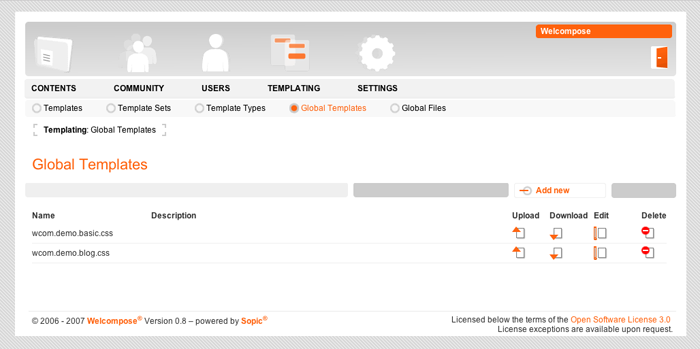 Welcompose
CONTENTS COMMUNITY USERS TEMPLATING SETTINGS
Templates Template Sets Template Types Global Templates Global Files
Templating: Global Templates
Global Templates
Add new
Name Description Upload Download Edit Delete
wcom.demo.basic.css
wcom.demo.blog.css
© 2006 - 2007 Welcompose® Version 0.8 – powered by Sopic® Licensed below the terms of the Open Software License 3.0
License exceptions are available upon request.